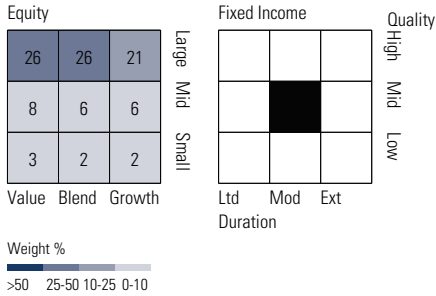 Equity
26 26 21
8 6 6
3 2 2
Large
Mid
Small
Value Blend Growth
Weight %
>50 25-50 10-25 0-10
Fixed Income
Quality
High
Mid
Low
Ltd Mod Ext
Duration